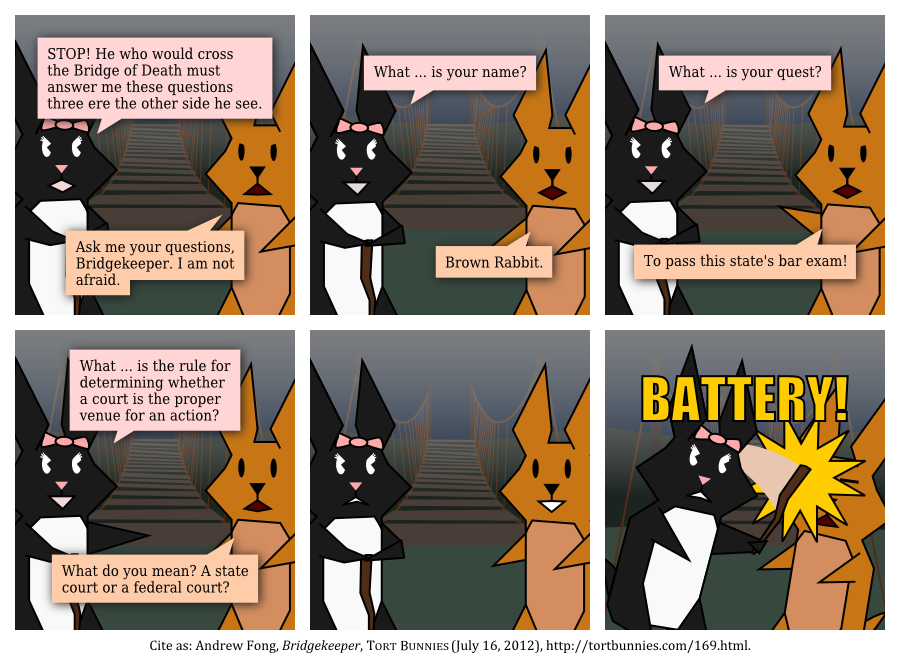 STOP! He who would cross
the Bridge of Death must
answer me these questions
three ere the other side he see.
Ask me your questions,
Bridgekeeper. I am not
afraid.
What ... is your name?
Brown Rabbit.
What ... is your quest?
To pass this state's bar exam!
What ... is the rule for
determining whether
a court is the proper
venue for an action?
What do you mean? A state
court or a federal court?
BATTERY!
Cite as: Andrew Fong, Bridgekeeper, TORT BUNNIES (July 16, 2012), http://tortbunnies.com/169.html.